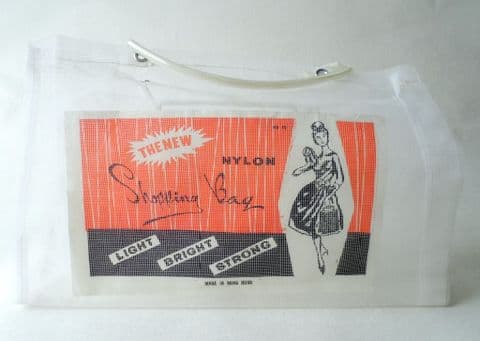 THE NEW
NYLON
Shopping Bag
LIGHT
BRIGHT
STRONG
MADE IN HONG KONG